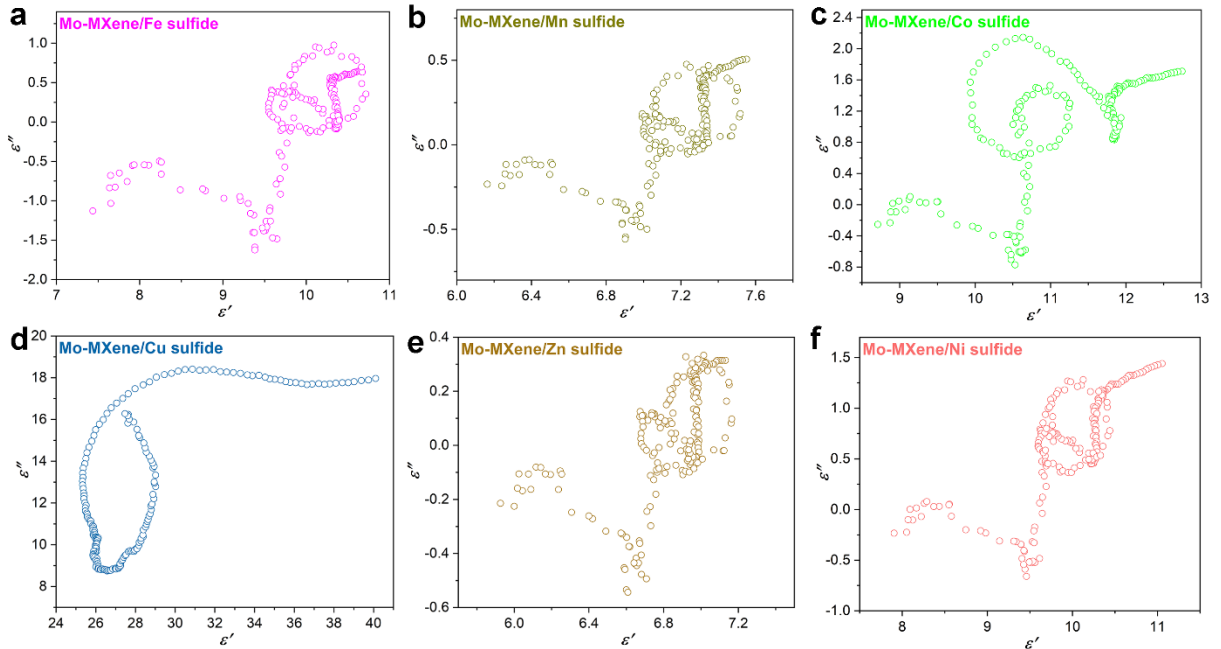 a
Mo-MXene/Fe sulfide
1.0
0.5
0.0
-0.5
-1.0
-1.5
-2.0
ε″
7 8 9 10 11
ε′
b
Mo-MXene/Mn sulfide
0.5
0.0
-0.5
ε″
6.0 6.4 6.8 7.2 7.6
ε′
c
Mo-MXene/Co sulfide
2.4
2.0
1.6
1.2
0.8
0.4
0.0
-0.4
-0.8
ε″
9 10 11 12 13
ε′
d
Mo-MXene/Cu sulfide
20
18
16
14
12
10
8
ε″
24 26 28 30 32 34 36 38 40
ε′
e
Mo-MXene/Zn sulfide
0.4
0.2
0.0
-0.2
-0.4
-0.6
ε″
6.0 6.4 6.8 7.2
ε′
f
Mo-MXene/Ni sulfide
1.5
1.0
0.5
0.0
-0.5
-1.0
ε″
8 9 10 11
ε′